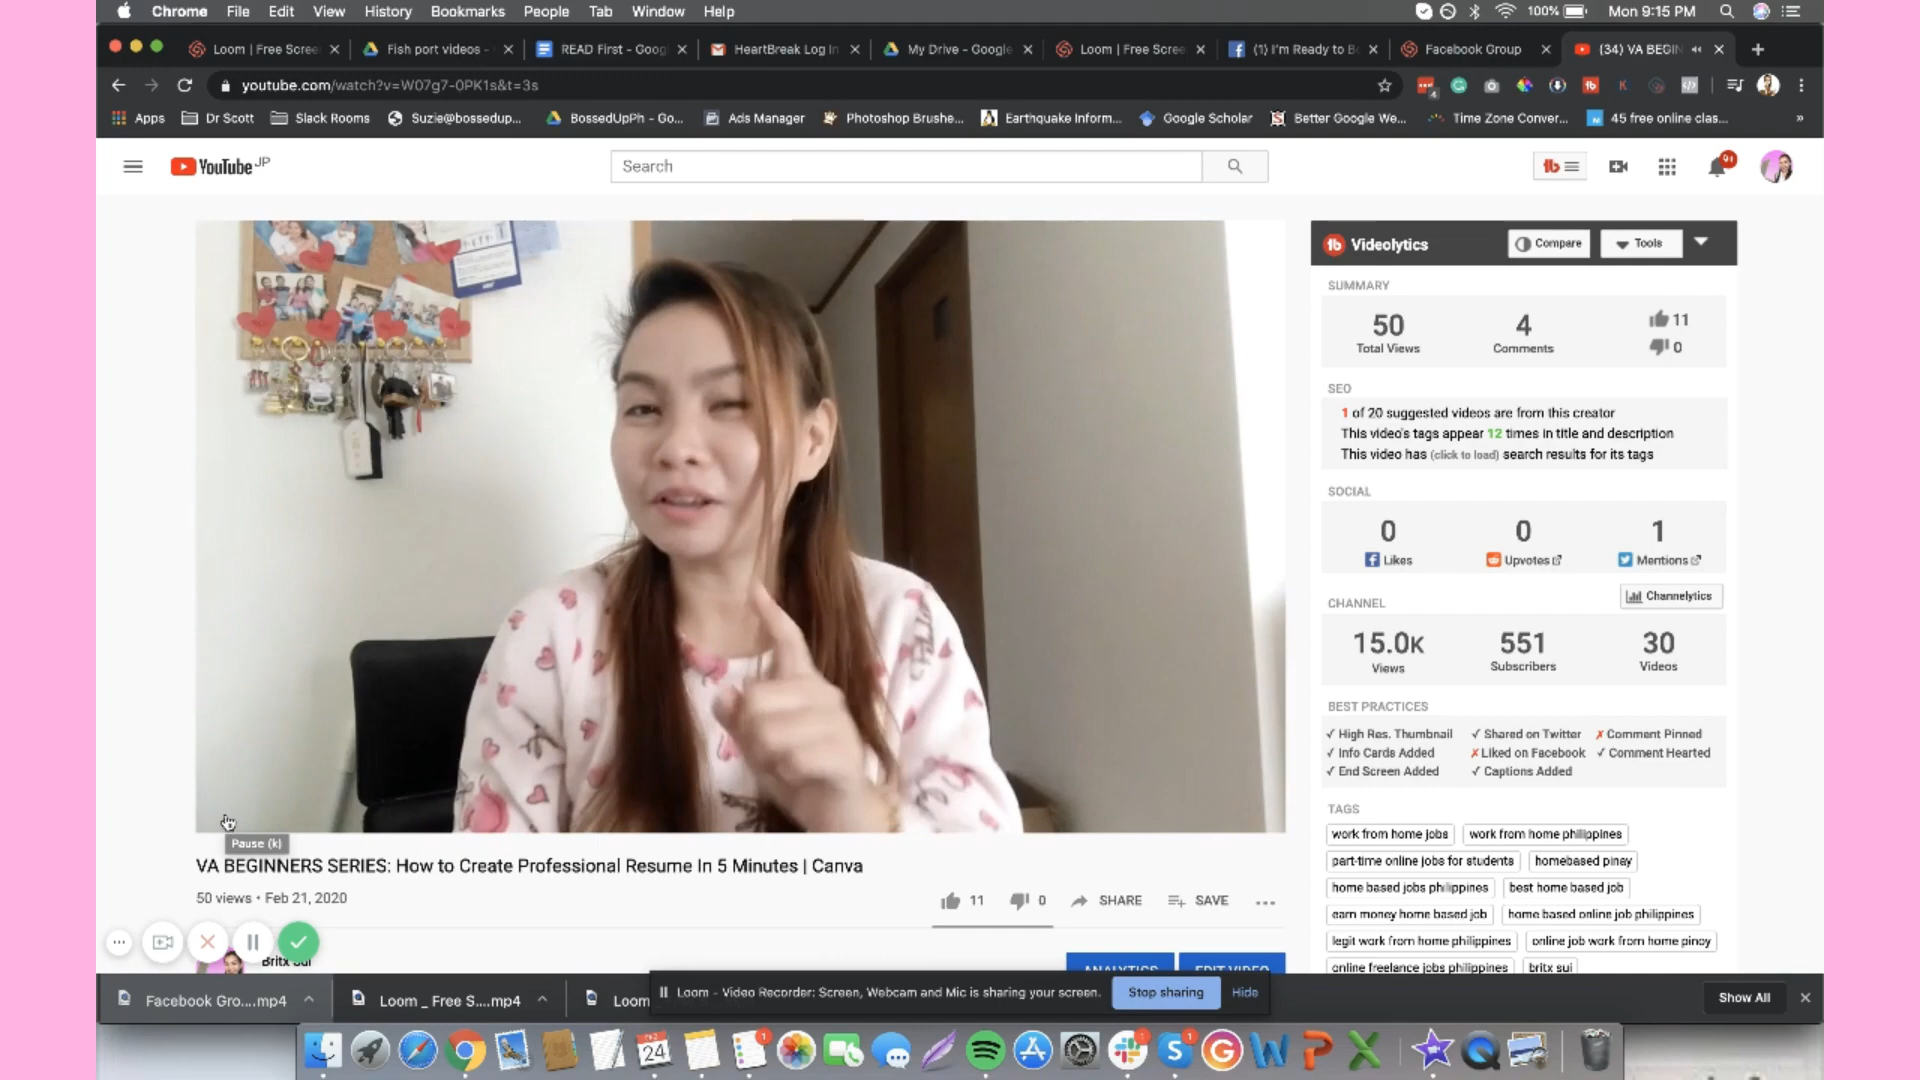 Chrome File Edit View History Bookmarks People Tab Window Help
100% Mon 9:15 PM
Loom | Free Scree
Fish port videos -
READ First - Goog
HeartBreak Log In
My Drive - Google
Loom | Free Scree
(1) I'm Ready to B
Facebook Group
(34) VA BEGIN
youtube.com/watch?v=W07g7-0PK1s&t=3s
Apps Dr Scott Slack Rooms Suzie@bossedup... BossedUpPh - Go... Ads Manager Photoshop Brushe... Earthquake Inform... Google Scholar Better Google We... Time Zone Conver... 45 free online clas... »
YouTube JP
Search
9+
Videolytics
Compare
Tools
SUMMARY
50 4 11
Total Views Comments 0
SEO
1 of 20 suggested videos are from this creator
This video's tags appear 12 times in title and description
This video has (click to load) search results for its tags
SOCIAL
0 0 1
Likes Upvotes Mentions
CHANNEL
Channelytics
15.0K 551 30
Views Subscribers Videos
BEST PRACTICES
✓ High Res. Thumbnail ✓ Shared on Twitter ✗ Comment Pinned
✓ Info Cards Added ✗ Liked on Facebook ✓ Comment Hearted
✓ End Screen Added ✓ Captions Added
TAGS
work from home jobs work from home philippines
part-time online jobs for students homebased pinay
home based jobs philippines best home based job
earn money home based job home based online job philippines
legit work from home philippines online job work from home pinoy
online freelance jobs philippines britx sui
Pause (k)
VA BEGINNERS SERIES: How to Create Professional Resume In 5 Minutes | Canva
50 views • Feb 21, 2020
11 0 SHARE SAVE ...
Britx Sui
ANALYTICS EDIT VIDEO
Facebook Gro....mp4
Loom _ Free S....mp4
Loom
Loom – Video Recorder: Screen, Webcam and Mic is sharing your screen.
Stop sharing
Hide
Show All
24